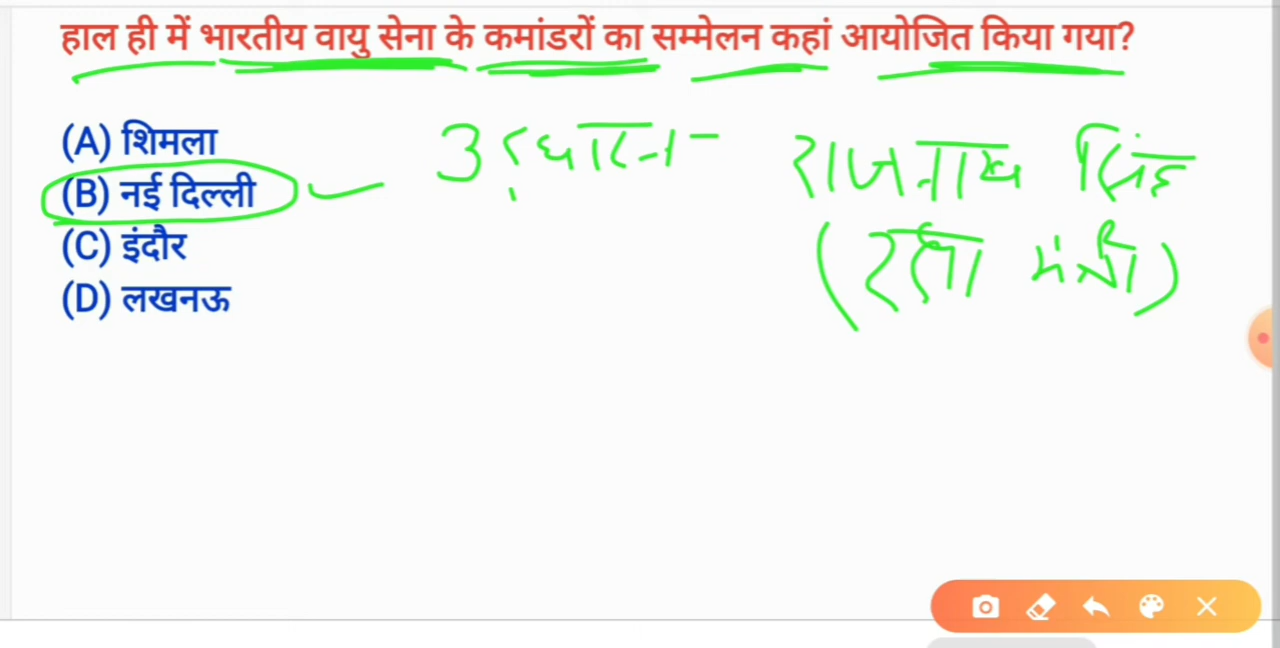 हाल ही में भारतीय वायु सेना के कमांडरों का सम्मेलन कहां आयोजित किया गया?
(A) शिमला
(B) नई दिल्ली
(C) इंदौर
(D) लखनऊ
उद्घाटन - राजनाथ सिंह
(रक्षा मंत्री)